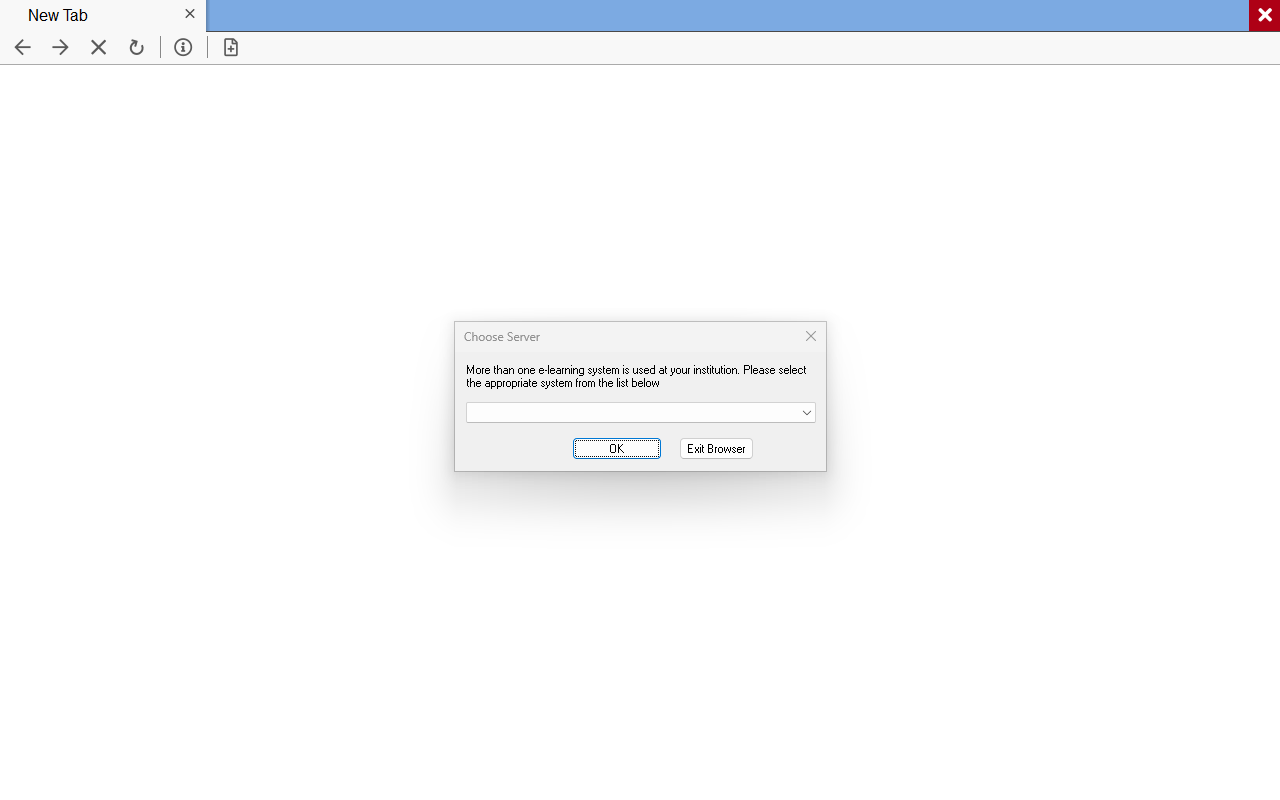 New Tab
Choose Server
More than one e-learning system is used at your institution. Please select
the appropriate system from the list below
OK
Exit Browser